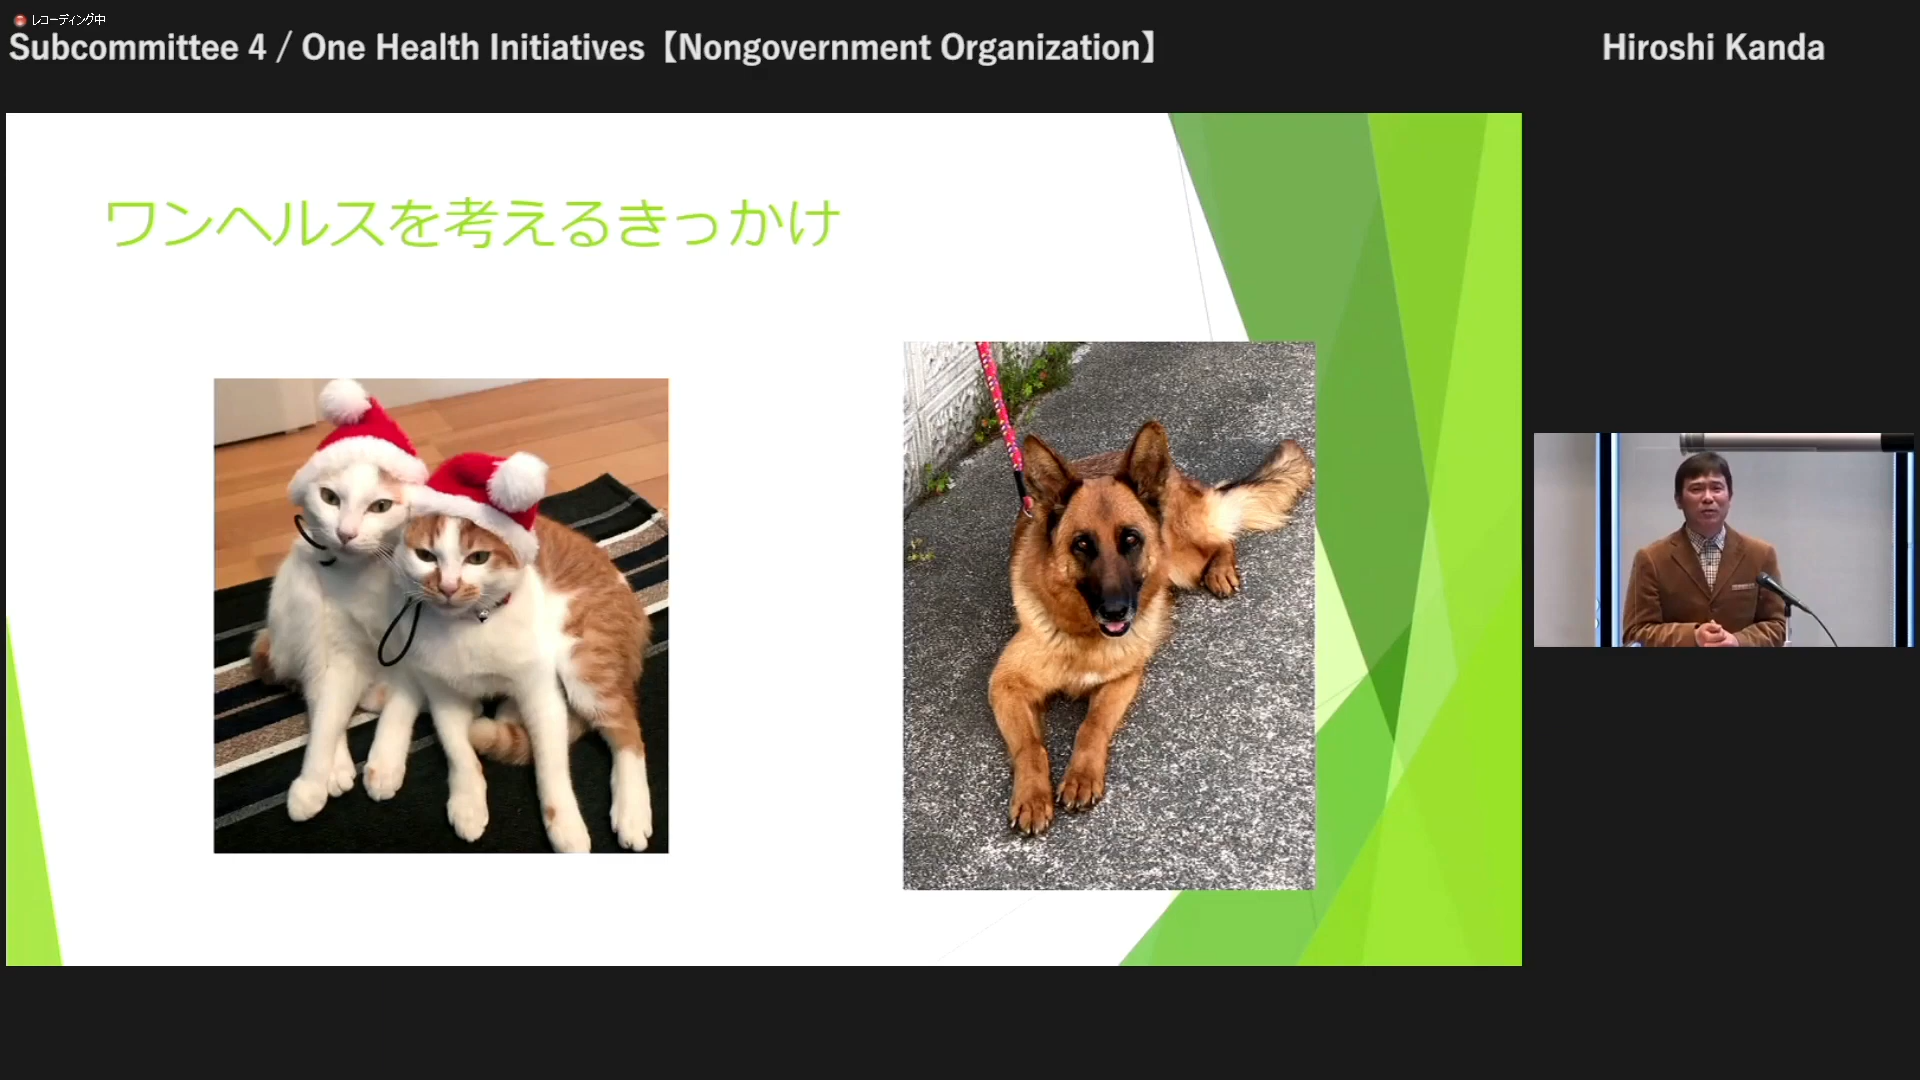 レコーディング中
Subcommittee 4 / One Health Initiatives【Nongovernment Organization】
Hiroshi Kanda
ワンヘルスを考えるきっかけ